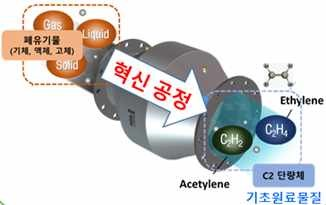 Gas
Liquid
폐유기물
(기체, 액체, 고체)
Solid
혁신 공정
Ethylene
C₂H₂
C₂H₄
Acetylene
C2 단량체
기초원료물질